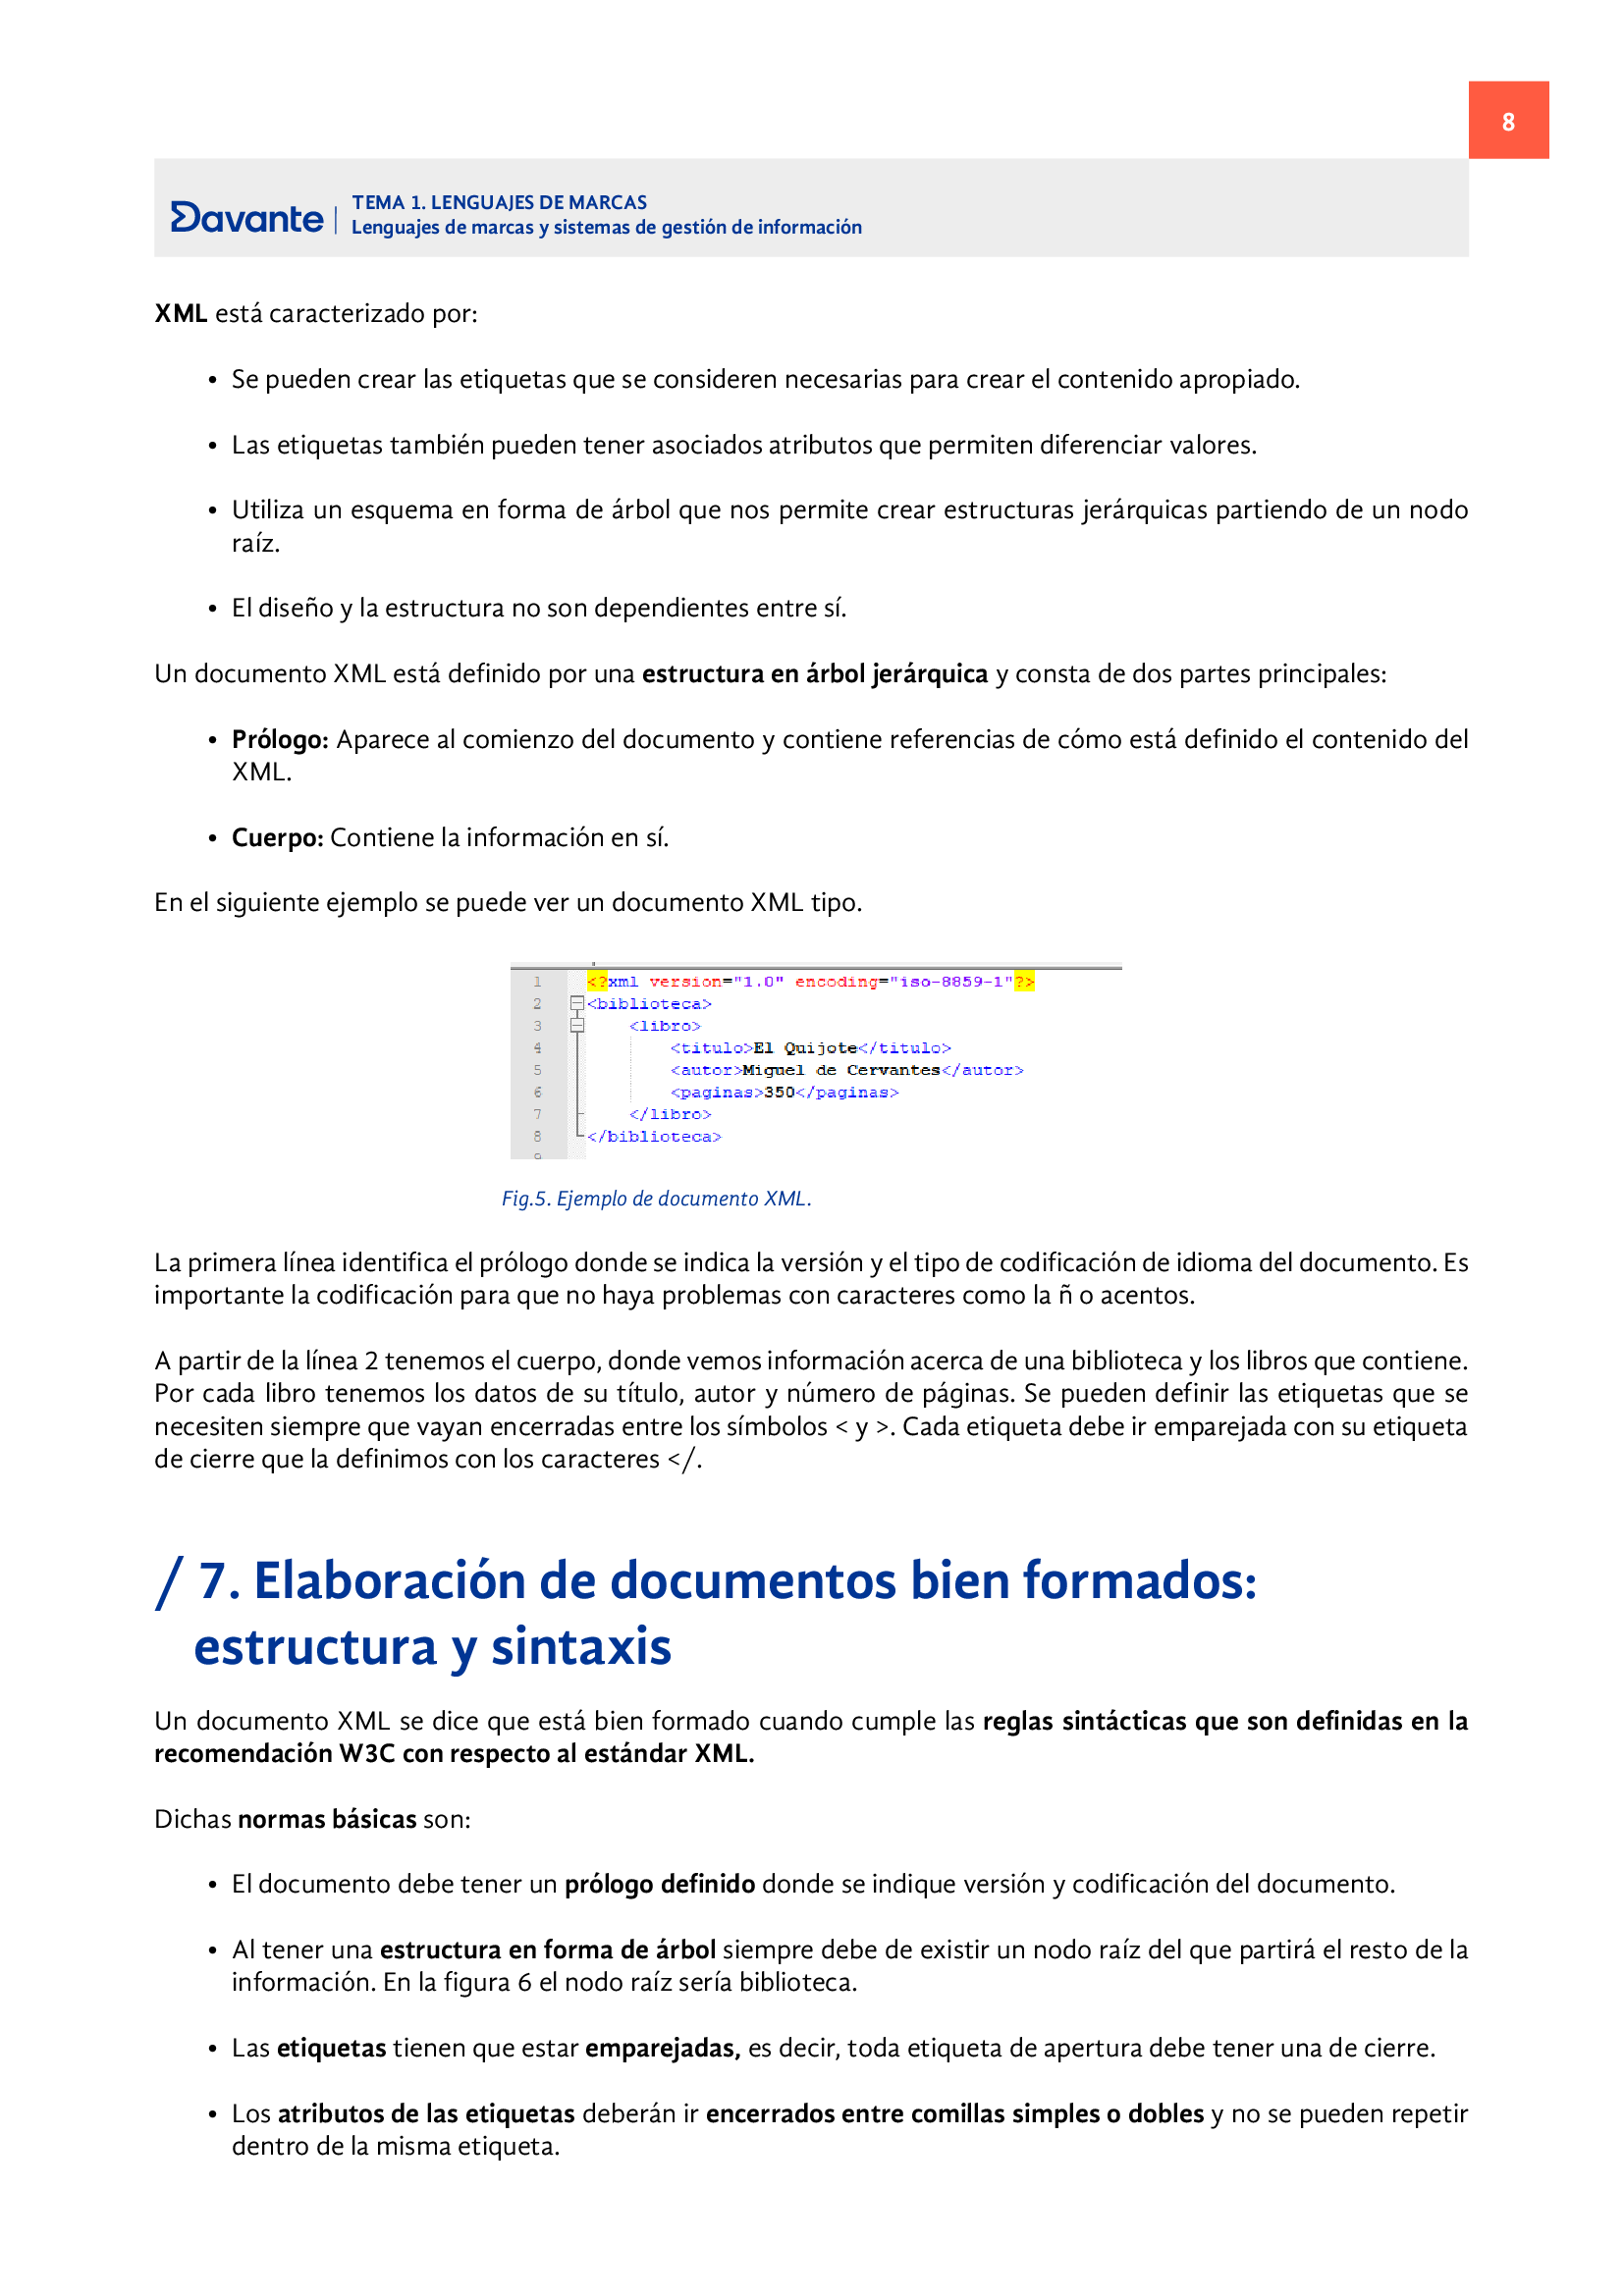 8
Davante
TEMA 1. LENGUAJES DE MARCAS
Lenguajes de marcas y sistemas de gestión de información
XML está caracterizado por:
• Se pueden crear las etiquetas que se consideren necesarias para crear el contenido apropiado.
• Las etiquetas también pueden tener asociados atributos que permiten diferenciar valores.
• Utiliza un esquema en forma de árbol que nos permite crear estructuras jerárquicas partiendo de un nodo
raíz.
• El diseño y la estructura no son dependientes entre sí.
Un documento XML está definido por una estructura en árbol jerárquica y consta de dos partes principales:
• Prólogo: Aparece al comienzo del documento y contiene referencias de cómo está definido el contenido del
XML.
• Cuerpo: Contiene la información en sí.
En el siguiente ejemplo se puede ver un documento XML tipo.
1 <?xml version="1.0" encoding="iso-8859-1"?>
2 <biblioteca>
3 <libro>
4 <titulo>El Quijote</titulo>
5 <autor>Miguel de Cervantes</autor>
6 <paginas>350</paginas>
7 </libro>
8 </biblioteca>
9
Fig.5. Ejemplo de documento XML.
La primera línea identifica el prólogo donde se indica la versión y el tipo de codificación de idioma del documento. Es
importante la codificación para que no haya problemas con caracteres como la ñ o acentos.
A partir de la línea 2 tenemos el cuerpo, donde vemos información acerca de una biblioteca y los libros que contiene.
Por cada libro tenemos los datos de su título, autor y número de páginas. Se pueden definir las etiquetas que se
necesiten siempre que vayan encerradas entre los símbolos < y >. Cada etiqueta debe ir emparejada con su etiqueta
de cierre que la definimos con los caracteres </.
/ 7. Elaboración de documentos bien formados:
estructura y sintaxis
Un documento XML se dice que está bien formado cuando cumple las reglas sintácticas que son definidas en la
recomendación W3C con respecto al estándar XML.
Dichas normas básicas son:
• El documento debe tener un prólogo definido donde se indique versión y codificación del documento.
• Al tener una estructura en forma de árbol siempre debe de existir un nodo raíz del que partirá el resto de la
información. En la figura 6 el nodo raíz sería biblioteca.
• Las etiquetas tienen que estar emparejadas, es decir, toda etiqueta de apertura debe tener una de cierre.
• Los atributos de las etiquetas deberán ir encerrados entre comillas simples o dobles y no se pueden repetir
dentro de la misma etiqueta.